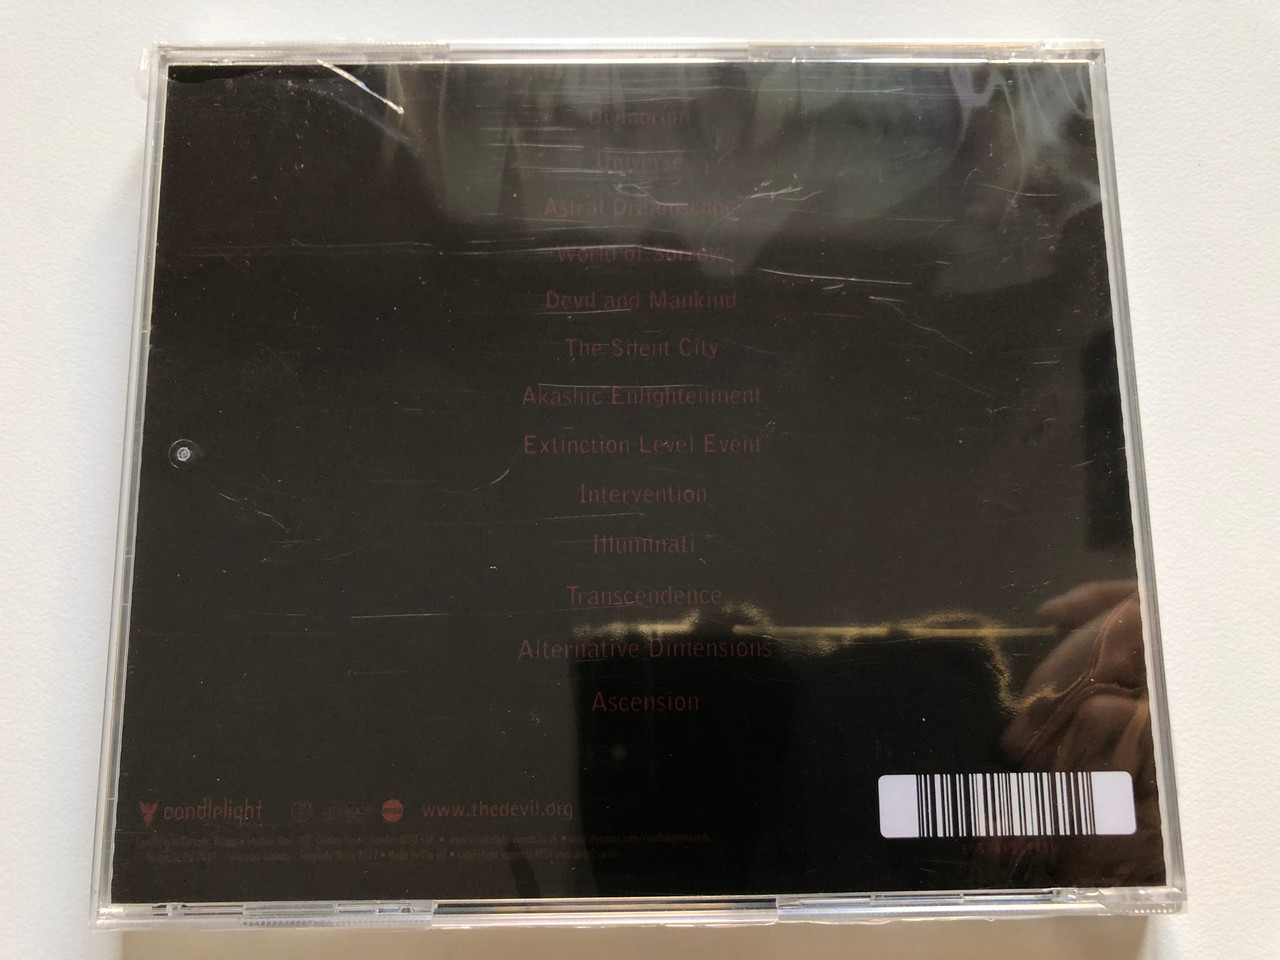 Divinorum
Universe
Astral Dreamscape
World of Sorrow
Devil and Mankind
The Silent City
Akashic Enlightenment
Extinction Level Event
Intervention
Illuminati
Transcendence
Alternative Dimensions
Ascension
candlelight
www.thedevil.org